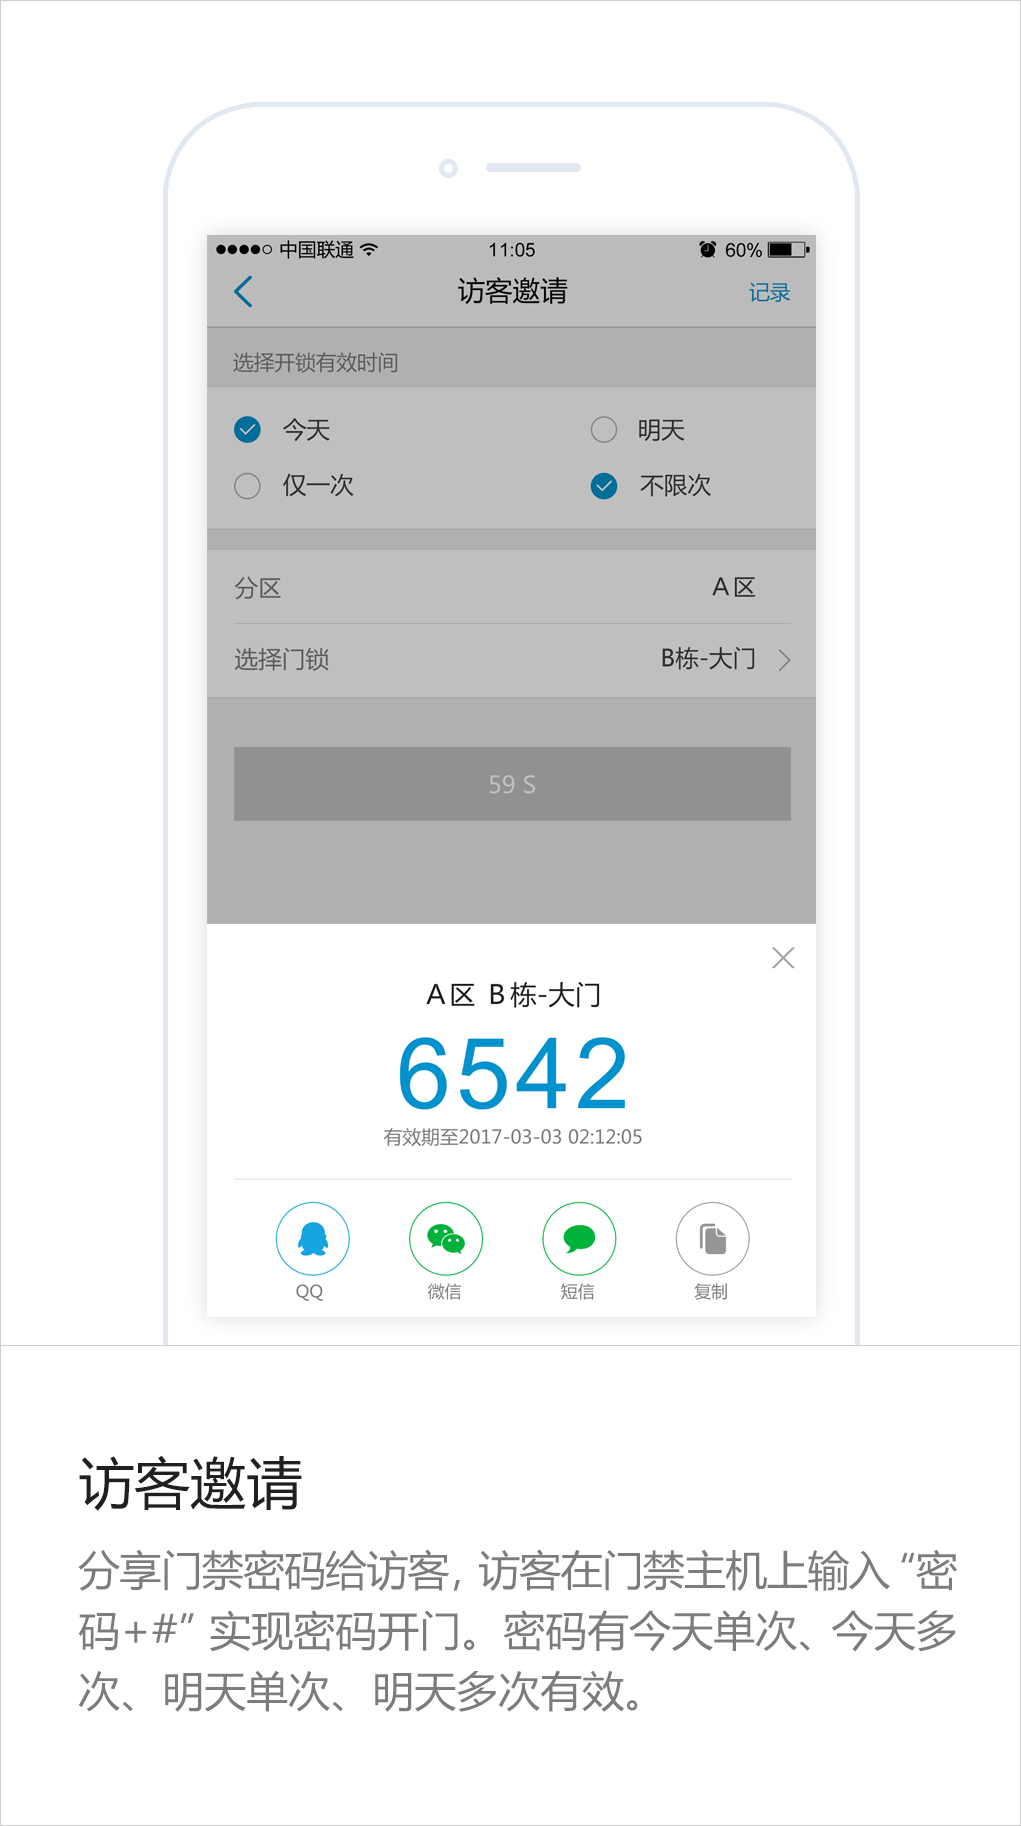 中国联通 11:05 60%
访客邀请 记录
选择开锁有效时间
今天 明天
仅一次 不限次
分区 A区
选择门锁 B栋-大门
59 S
A区 B栋-大门
6542
有效期至2017-03-03 02:12:05
QQ 微信 短信 复制
访客邀请
分享门禁密码给访客, 访客在门禁主机上输入“密
码+#”实现密码开门。密码有今天单次、今天多
次、明天单次、明天多次有效。